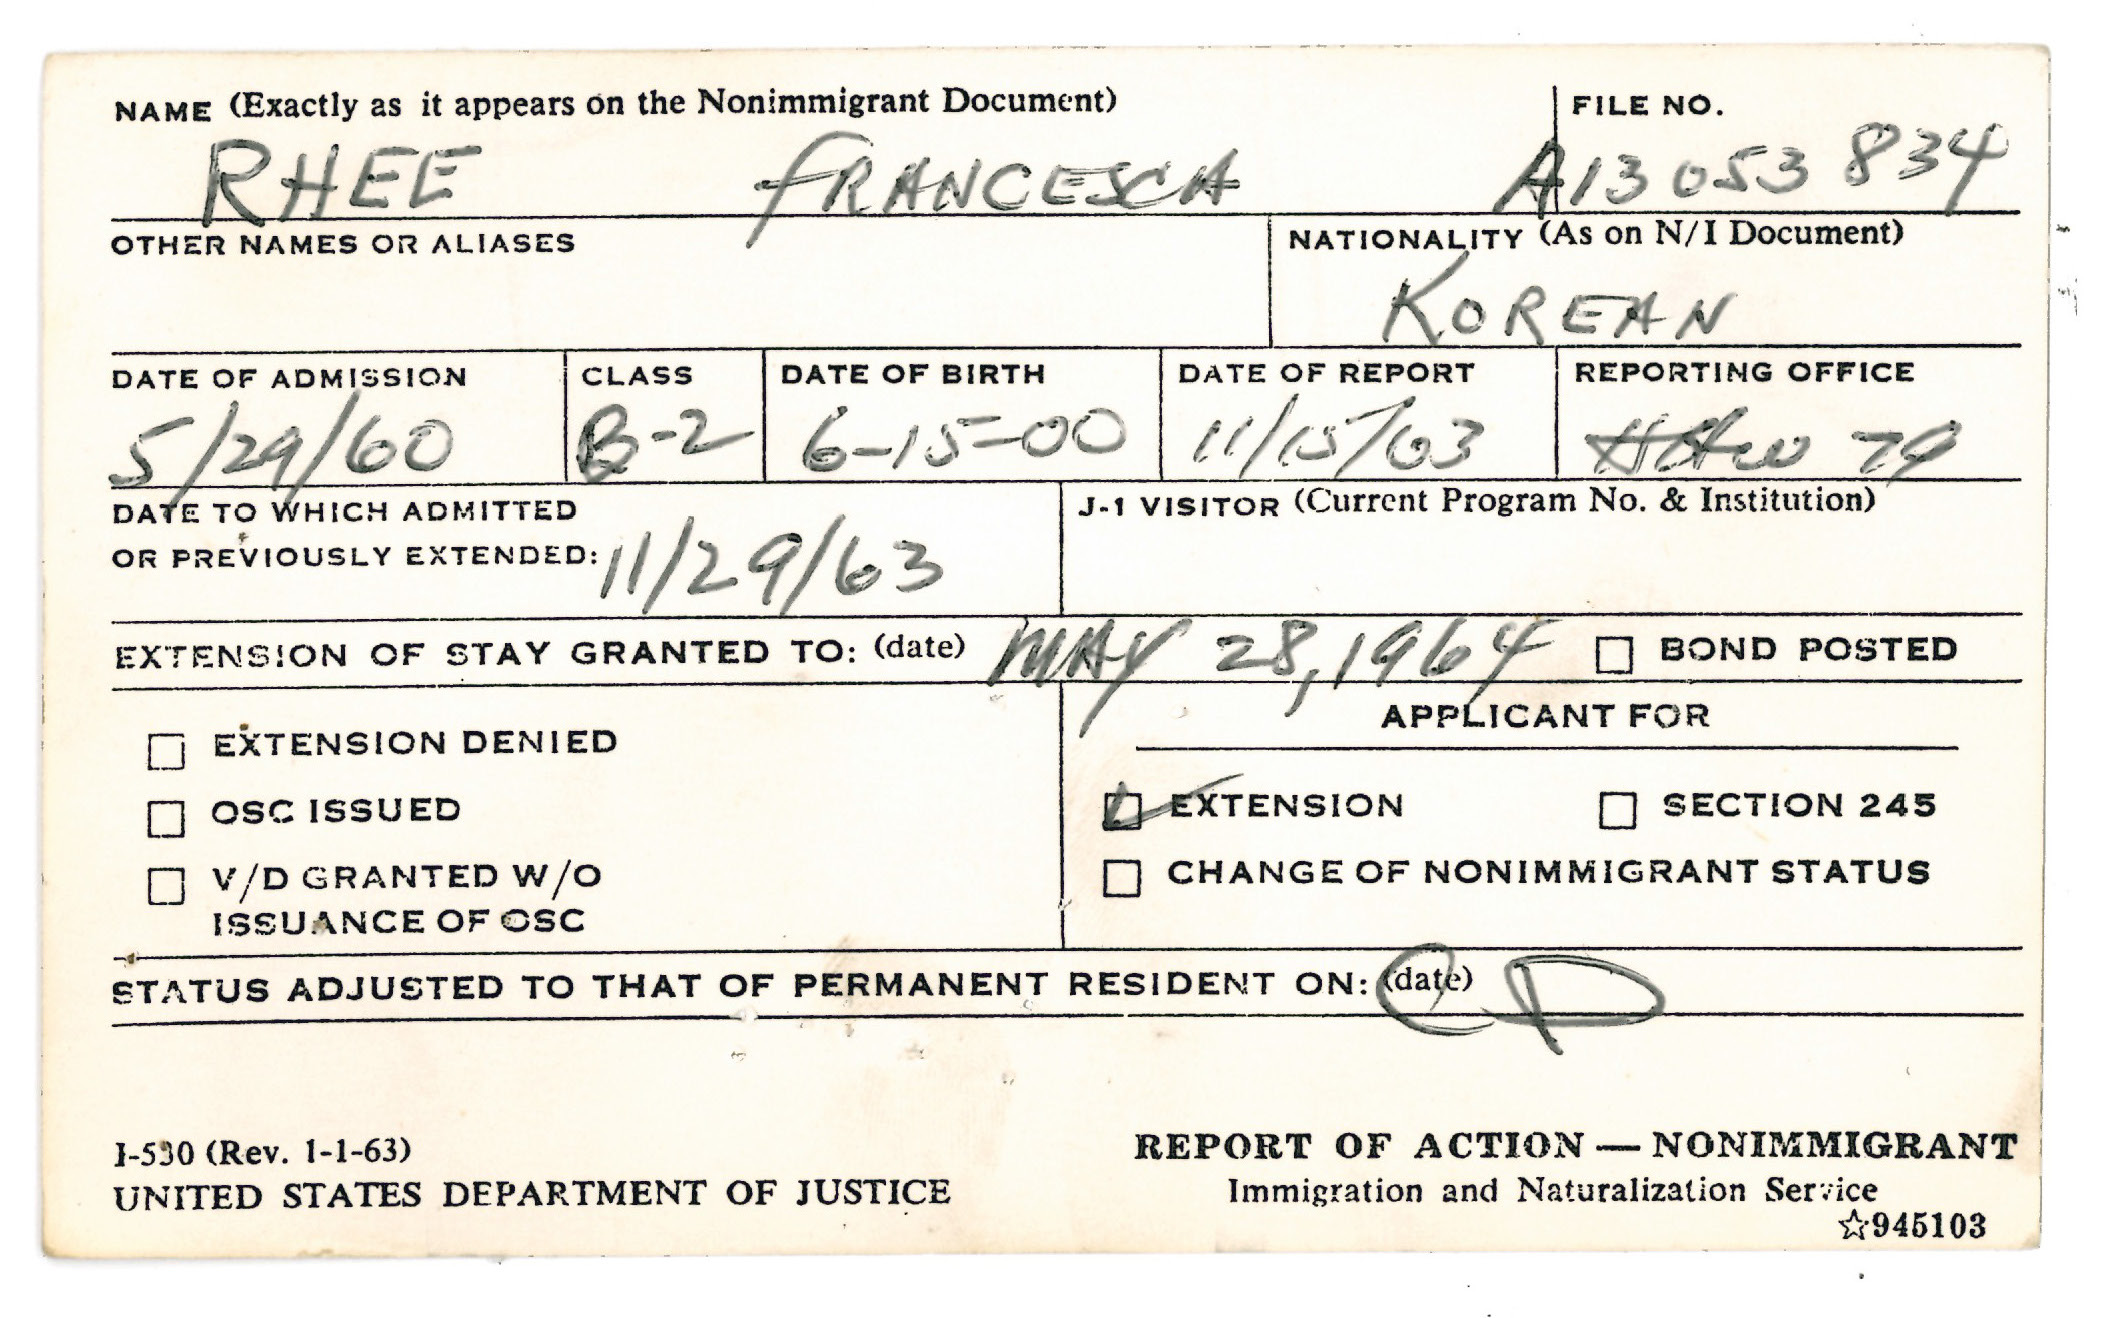 NAME (Exactly as it appears on the Nonimmigrant Document) FILE NO.
RHEE FRANCESCA A13 053 834
OTHER NAMES OR ALIASES NATIONALITY (As on N/I Document)
KOREAN
DATE OF ADMISSION CLASS DATE OF BIRTH DATE OF REPORT REPORTING OFFICE
5/29/60 B-2 6-15-00 11/15/63
DATE TO WHICH ADMITTED
OR PREVIOUSLY EXTENDED: 11/29/63
J-1 VISITOR (Current Program No. & Institution)
EXTENSION OF STAY GRANTED TO: (date) MAY 28, 1964 ☐ BOND POSTED
☐ EXTENSION DENIED
☐ OSC ISSUED
☐ V/D GRANTED W/O
ISSUANCE OF OSC
APPLICANT FOR
☑ EXTENSION ☐ SECTION 245
☐ CHANGE OF NONIMMIGRANT STATUS
STATUS ADJUSTED TO THAT OF PERMANENT RESIDENT ON: (date)
I-530 (Rev. 1-1-63)
UNITED STATES DEPARTMENT OF JUSTICE
REPORT OF ACTION — NONIMMIGRANT
Immigration and Naturalization Service
☆945103